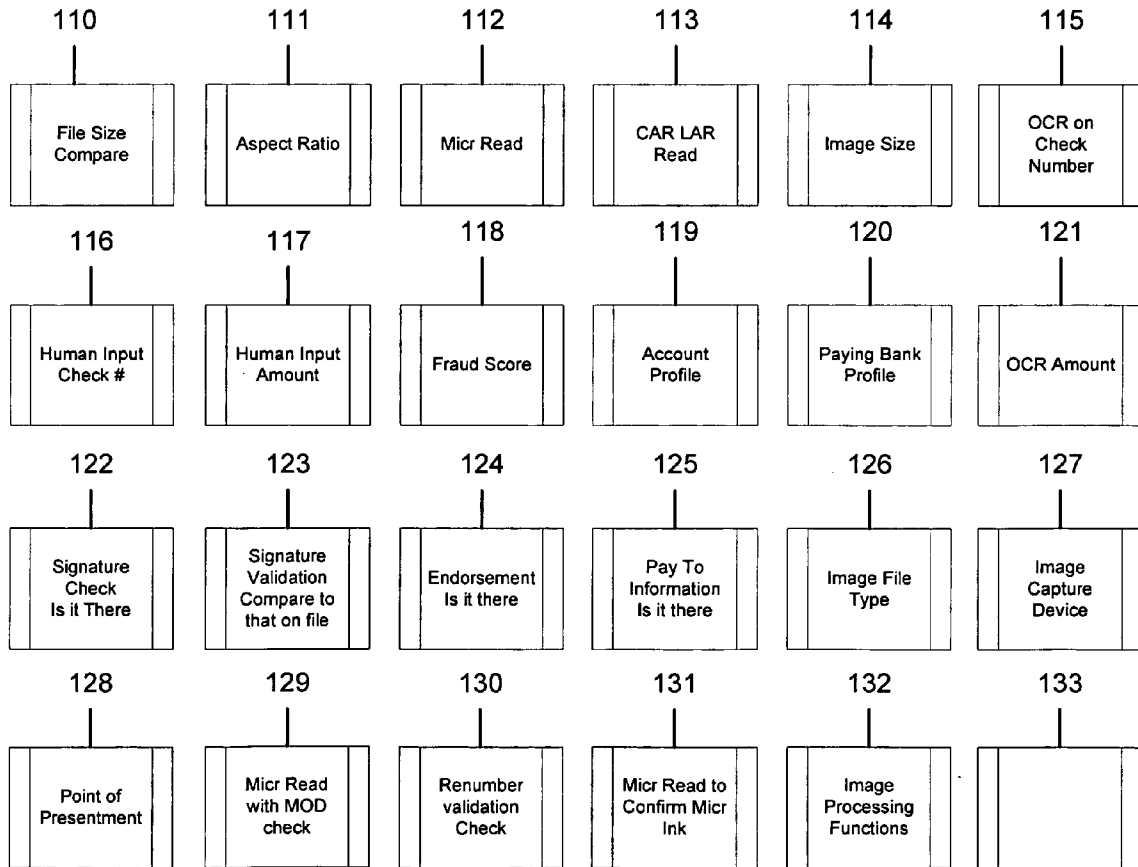 110 111 112 113 114 115
File Size
Compare
Aspect Ratio
Micr Read
CAR LAR
Read
Image Size
OCR on
Check
Number
116 117 118 119 120 121
Human Input
Check #
Human Input
Amount
Fraud Score
Account
Profile
Paying Bank
Profile
OCR Amount
122 123 124 125 126 127
Signature
Check
Is it There
Signature
Validation
Compare to
that on file
Endorsement
Is it there
Pay To
Information
Is it there
Image File
Type
Image
Capture
Device
128 129 130 131 132 133
Point of
Presentment
Micr Read
with MOD
check
Renumber
validation
Check
Micr Read to
Confirm Micr
Ink
Image
Processing
Functions